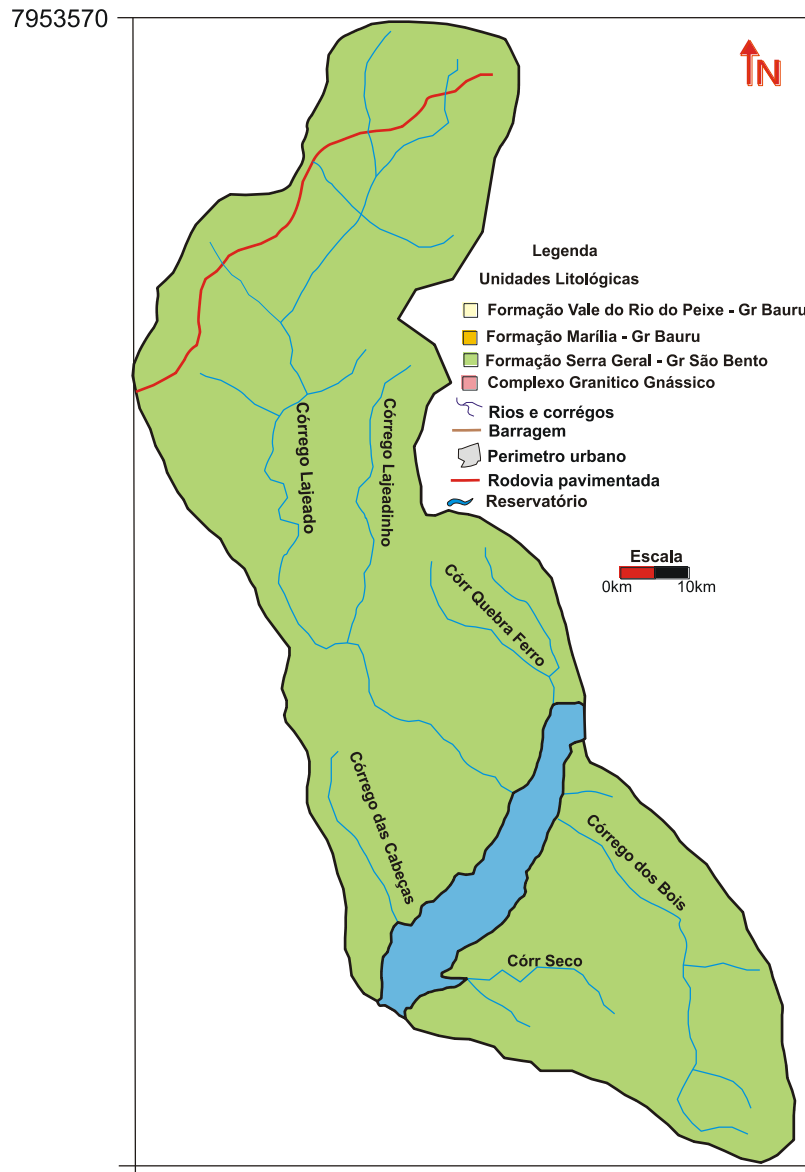 7953570
N
Legenda
Unidades Litológicas
Formação Vale do Rio do Peixe - Gr Bauru
Formação Marília - Gr Bauru
Formação Serra Geral - Gr São Bento
Complexo Granitico Gnássico
Rios e corrégos
Barragem
Perimetro urbano
Rodovia pavimentada
Reservatório
Escala
0km 10km
Córrego Lajeado
Córrego Lajeadinho
Córr Quebra Ferro
Córrego das Cabeças
Córrego dos Bois
Córr Seco